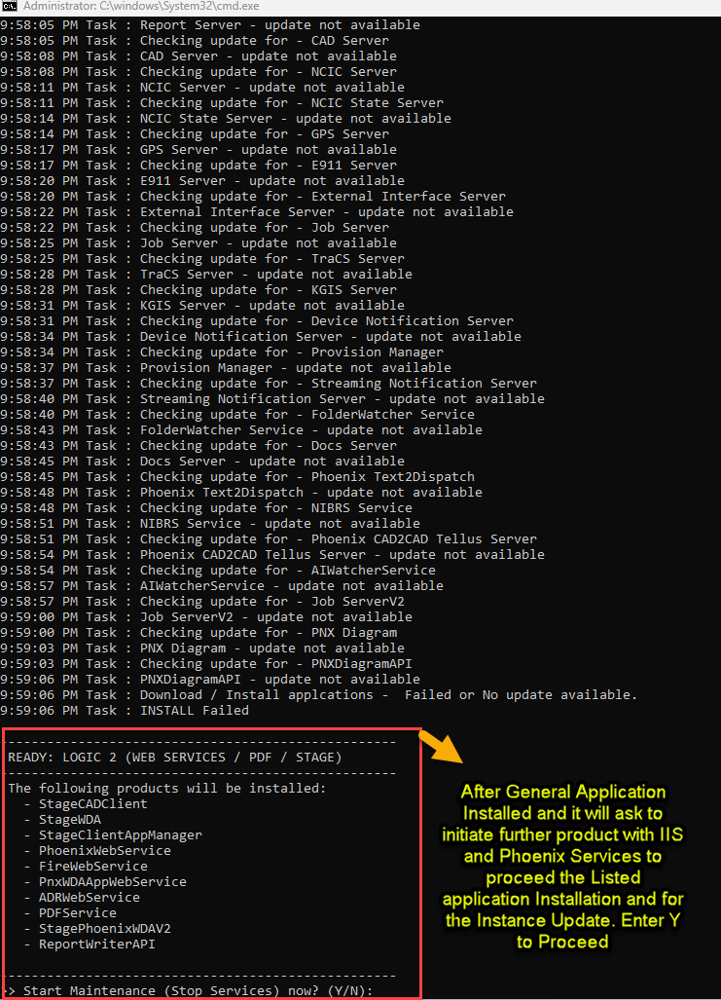 Administrator: C:\windows\System32\cmd.exe
9:58:05 PM Task : Report Server - update not available
9:58:05 PM Task : Checking update for - CAD Server
9:58:08 PM Task : CAD Server - update not available
9:58:08 PM Task : Checking update for - NCIC Server
9:58:11 PM Task : NCIC Server - update not available
9:58:11 PM Task : Checking update for - NCIC State Server
9:58:14 PM Task : NCIC State Server - update not available
9:58:14 PM Task : Checking update for - GPS Server
9:58:17 PM Task : GPS Server - update not available
9:58:17 PM Task : Checking update for - E911 Server
9:58:20 PM Task : E911 Server - update not available
9:58:20 PM Task : Checking update for - External Interface Server
9:58:22 PM Task : External Interface Server - update not available
9:58:22 PM Task : Checking update for - Job Server
9:58:25 PM Task : Job Server - update not available
9:58:25 PM Task : Checking update for - TraCS Server
9:58:28 PM Task : TraCS Server - update not available
9:58:28 PM Task : Checking update for - KGIS Server
9:58:31 PM Task : KGIS Server - update not available
9:58:31 PM Task : Checking update for - Device Notification Server
9:58:34 PM Task : Device Notification Server - update not available
9:58:34 PM Task : Checking update for - Provision Manager
9:58:37 PM Task : Provision Manager - update not available
9:58:37 PM Task : Checking update for - Streaming Notification Server
9:58:40 PM Task : Streaming Notification Server - update not available
9:58:40 PM Task : Checking update for - FolderWatcher Service
9:58:43 PM Task : FolderWatcher Service - update not available
9:58:43 PM Task : Checking update for - Docs Server
9:58:45 PM Task : Docs Server - update not available
9:58:45 PM Task : Checking update for - Phoenix Text2Dispatch
9:58:48 PM Task : Phoenix Text2Dispatch - update not available
9:58:48 PM Task : Checking update for - NIBRS Service
9:58:51 PM Task : NIBRS Service - update not available
9:58:51 PM Task : Checking update for - Phoenix CAD2CAD Tellus Server
9:58:54 PM Task : Phoenix CAD2CAD Tellus Server - update not available
9:58:54 PM Task : Checking update for - AIWatcherService
9:58:57 PM Task : AIWatcherService - update not available
9:58:57 PM Task : Checking update for - Job ServerV2
9:59:00 PM Task : Job ServerV2 - update not available
9:59:00 PM Task : Checking update for - PNX Diagram
9:59:03 PM Task : PNX Diagram - update not available
9:59:03 PM Task : Checking update for - PNXDiagramAPI
9:59:06 PM Task : PNXDiagramAPI - update not available
9:59:06 PM Task : Download / Install applcations -  Failed or No update available.
9:59:06 PM Task : INSTALL Failed
--------------------------------------------------
READY: LOGIC 2 (WEB SERVICES / PDF / STAGE)
--------------------------------------------------
The following products will be installed:
- StageCADClient
- StageWDA
- StageClientAppManager
- PhoenixWebService
- FireWebService
- PnxWDAAppWebService
- ADRWebService
- PDFService
- StagePhoenixWDAV2
- ReportWriterAPI
--------------------------------------------------
>> Start Maintenance (Stop Services) now? (Y/N):
After General Application
Installed and it will ask to
initiate further product with IIS
and Phoenix Services to
proceed the Listed
application Installation and for
the Instance Update. Enter Y
to Proceed